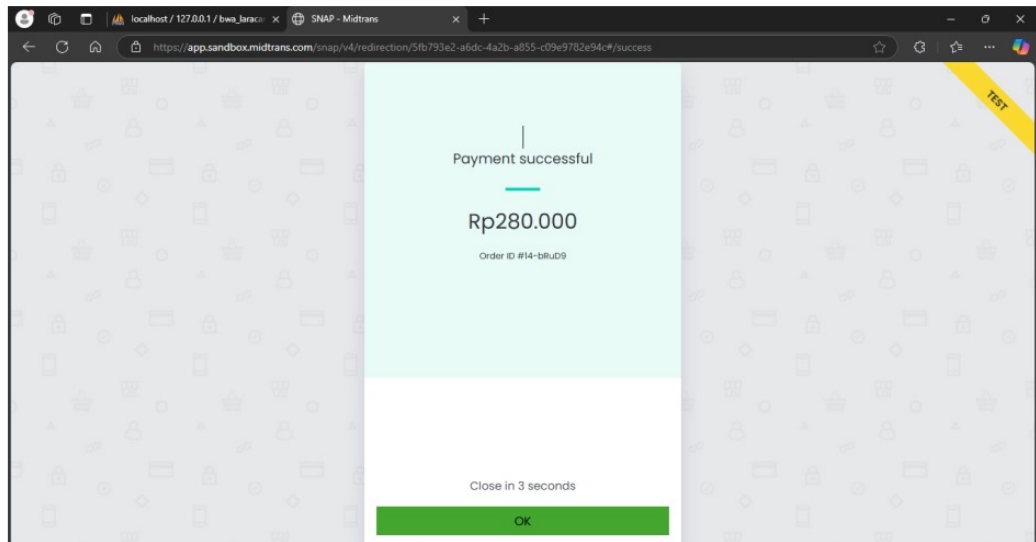 localhost / 127.0.0.1 / bwa_laraca
SNAP - Midtrans
https://app.sandbox.midtrans.com/snap/v4/redirection/5fb793e2-a6dc-4a2b-a855-c09e9782e94c#/success
TEST
Payment successful
Rp280.000
Order ID #14-bRuD9
Close in 3 seconds
OK